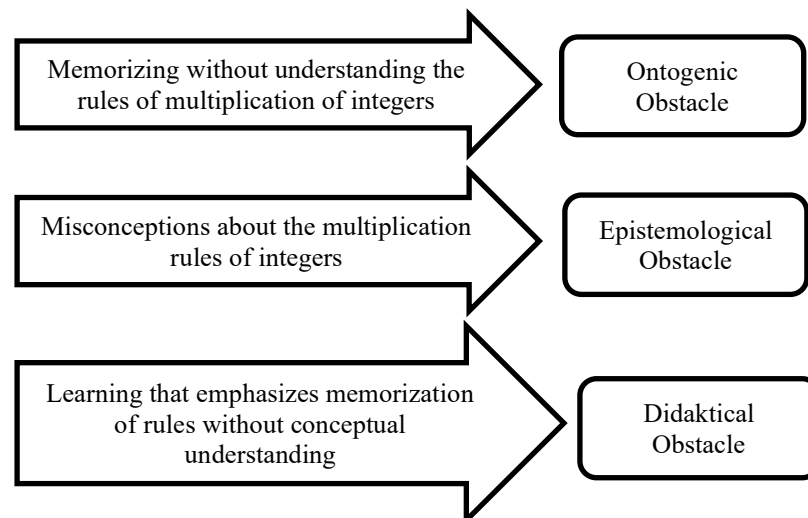 Memorizing without understanding the
rules of multiplication of integers
Ontogenic
Obstacle
Misconceptions about the multiplication
rules of integers
Epistemological
Obstacle
Learning that emphasizes memorization
of rules without conceptual
understanding
Didaktical
Obstacle